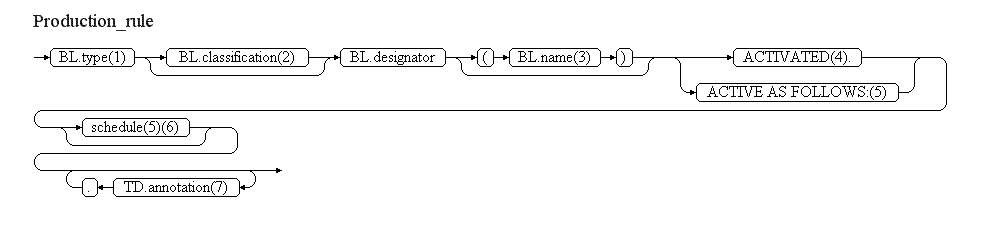 Production_rule
BL.type(1) BL.classification(2) BL.designator ( BL.name(3) ) ACTIVATED(4).
ACTIVE AS FOLLOWS:(5)
schedule(5)(6)
. TD.annotation(7)